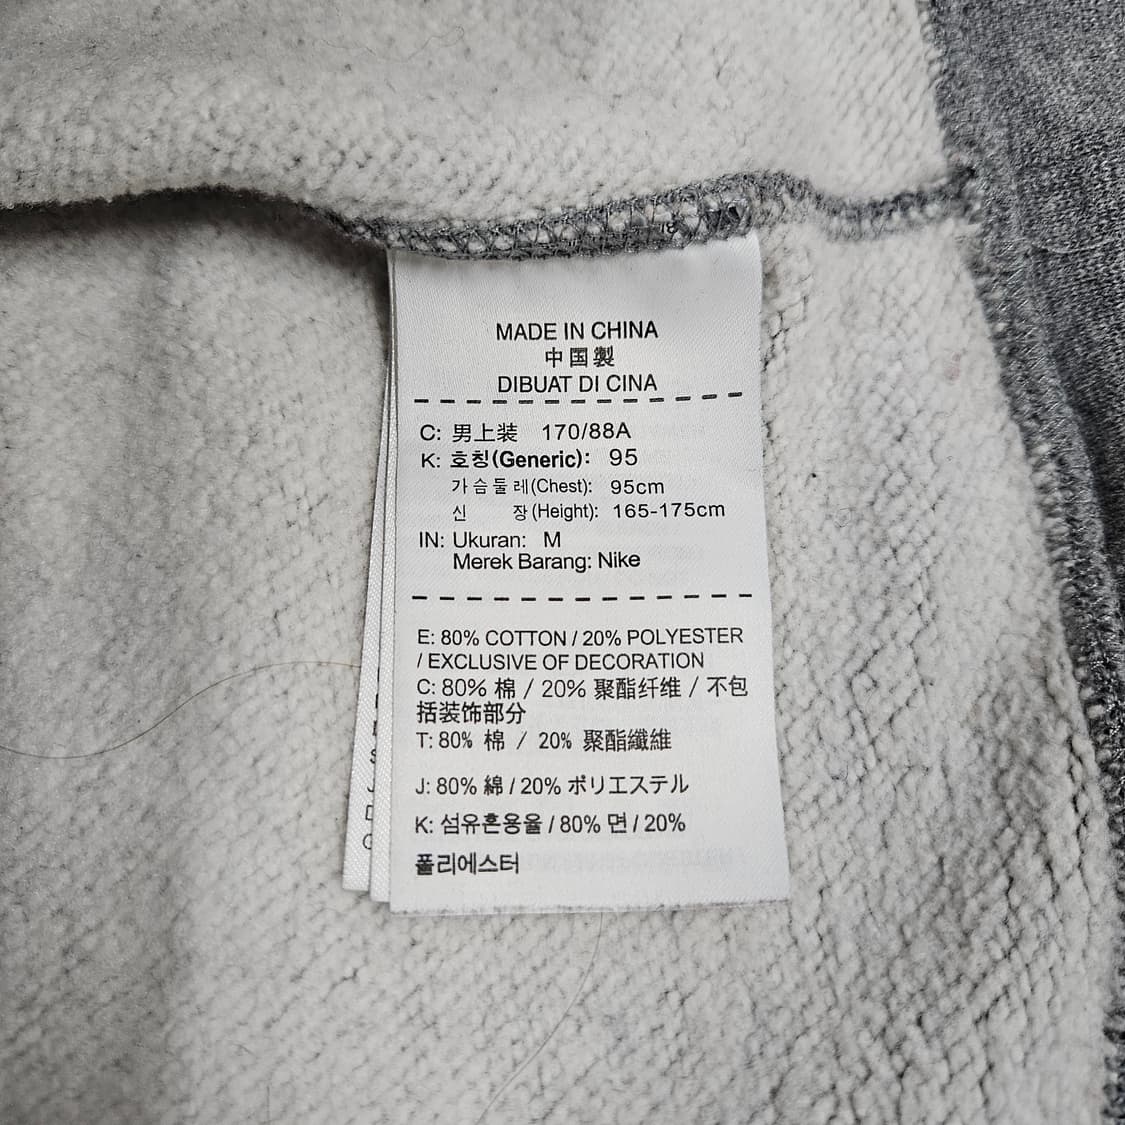 MADE IN CHINA
中国製
DIBUAT DI CINA
C: 男上装 170/88A
K: 호칭(Generic): 95
가슴둘레(Chest): 95cm
신 장(Height): 165-175cm
IN: Ukuran: M
Merek Barang: Nike
E: 80% COTTON / 20% POLYESTER
/ EXCLUSIVE OF DECORATION
C: 80% 棉 / 20% 聚酯纤维 / 不包
括装饰部分
T: 80% 棉 / 20% 聚酯纖維
J: 80% 綿 / 20% ポリエステル
K: 섬유혼용율 / 80% 면 / 20%
폴리에스터